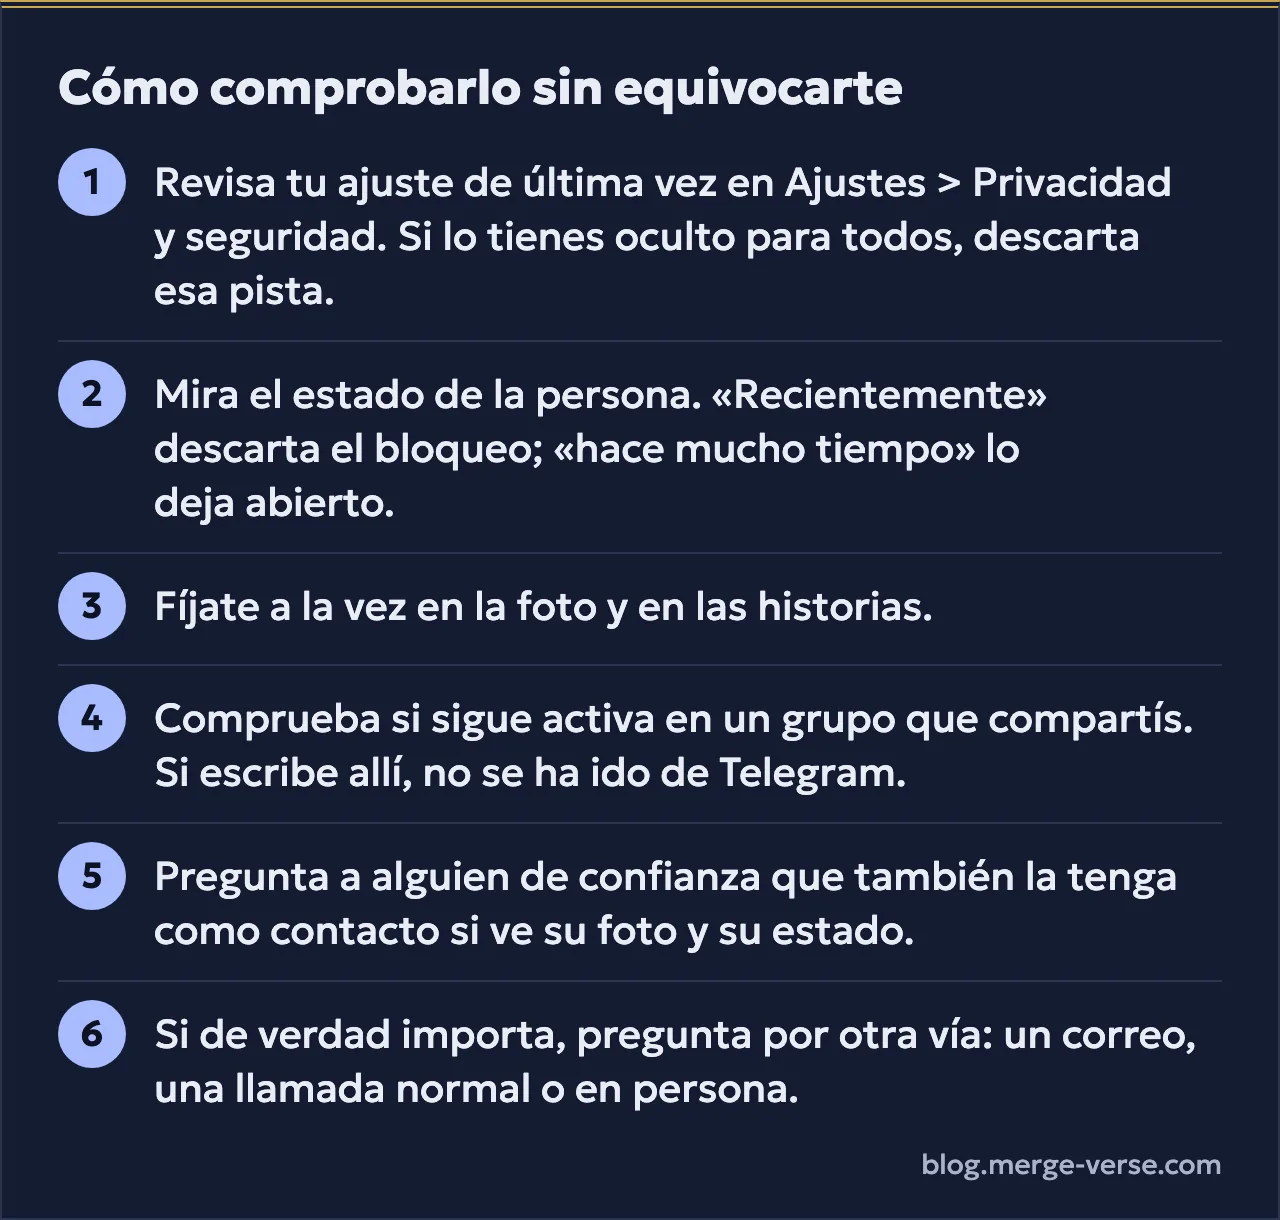 Cómo comprobarlo sin equivocarte
1
Revisa tu ajuste de última vez en Ajustes > Privacidad
y seguridad. Si lo tienes oculto para todos, descarta
esa pista.
2
Mira el estado de la persona. «Recientemente»
descarta el bloqueo; «hace mucho tiempo» lo
deja abierto.
3
Fíjate a la vez en la foto y en las historias.
4
Comprueba si sigue activa en un grupo que compartís.
Si escribe allí, no se ha ido de Telegram.
5
Pregunta a alguien de confianza que también la tenga
como contacto si ve su foto y su estado.
6
Si de verdad importa, pregunta por otra vía: un correo,
una llamada normal o en persona.
blog.merge-verse.com